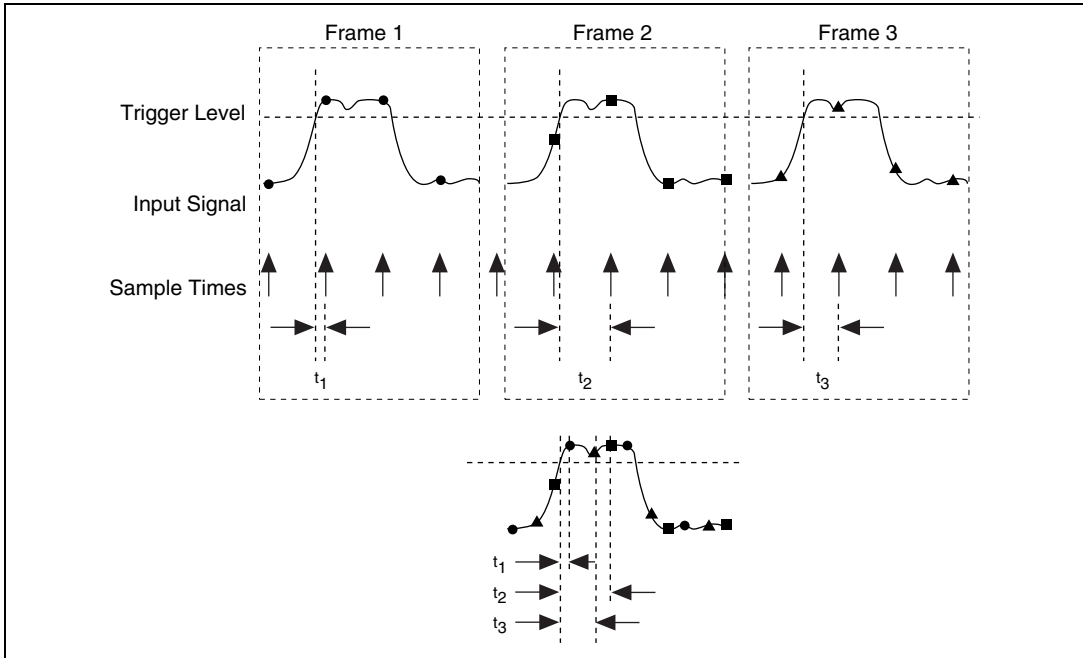 Frame 1
Frame 2
Frame 3
Trigger Level
Input Signal
Sample Times
t1
t2
t3
t1
t2
t3